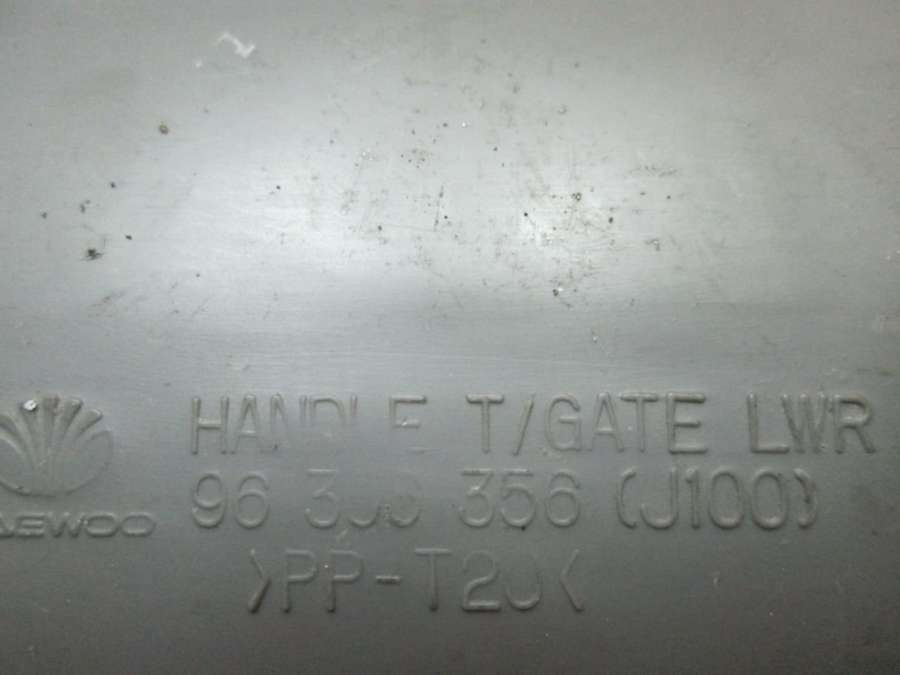 HANDLE T/GATE LWR
96 356 (J100)
DAEWOO
>PP-T20<